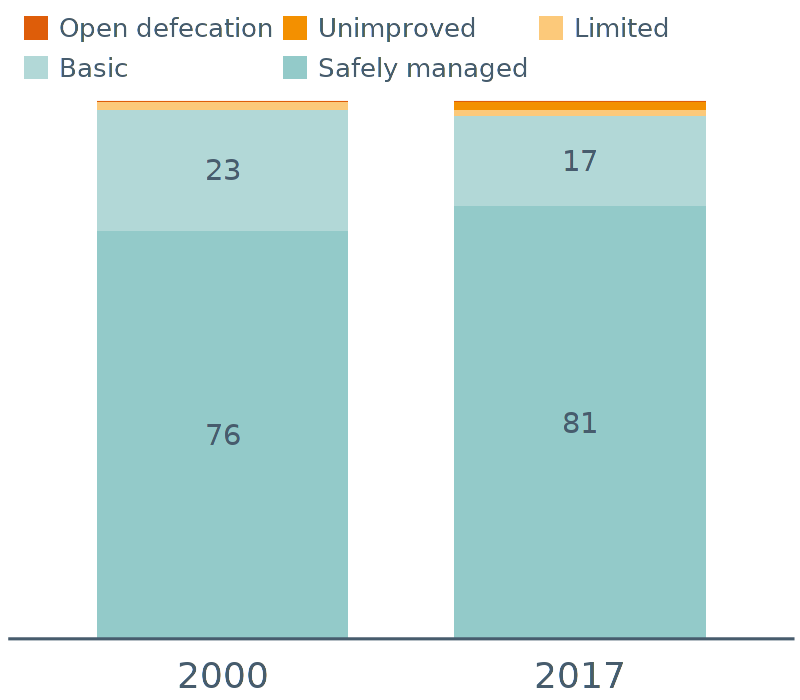 Open defecation Unimproved Limited
Basic Safely managed
23 17
76 81
2000 2017